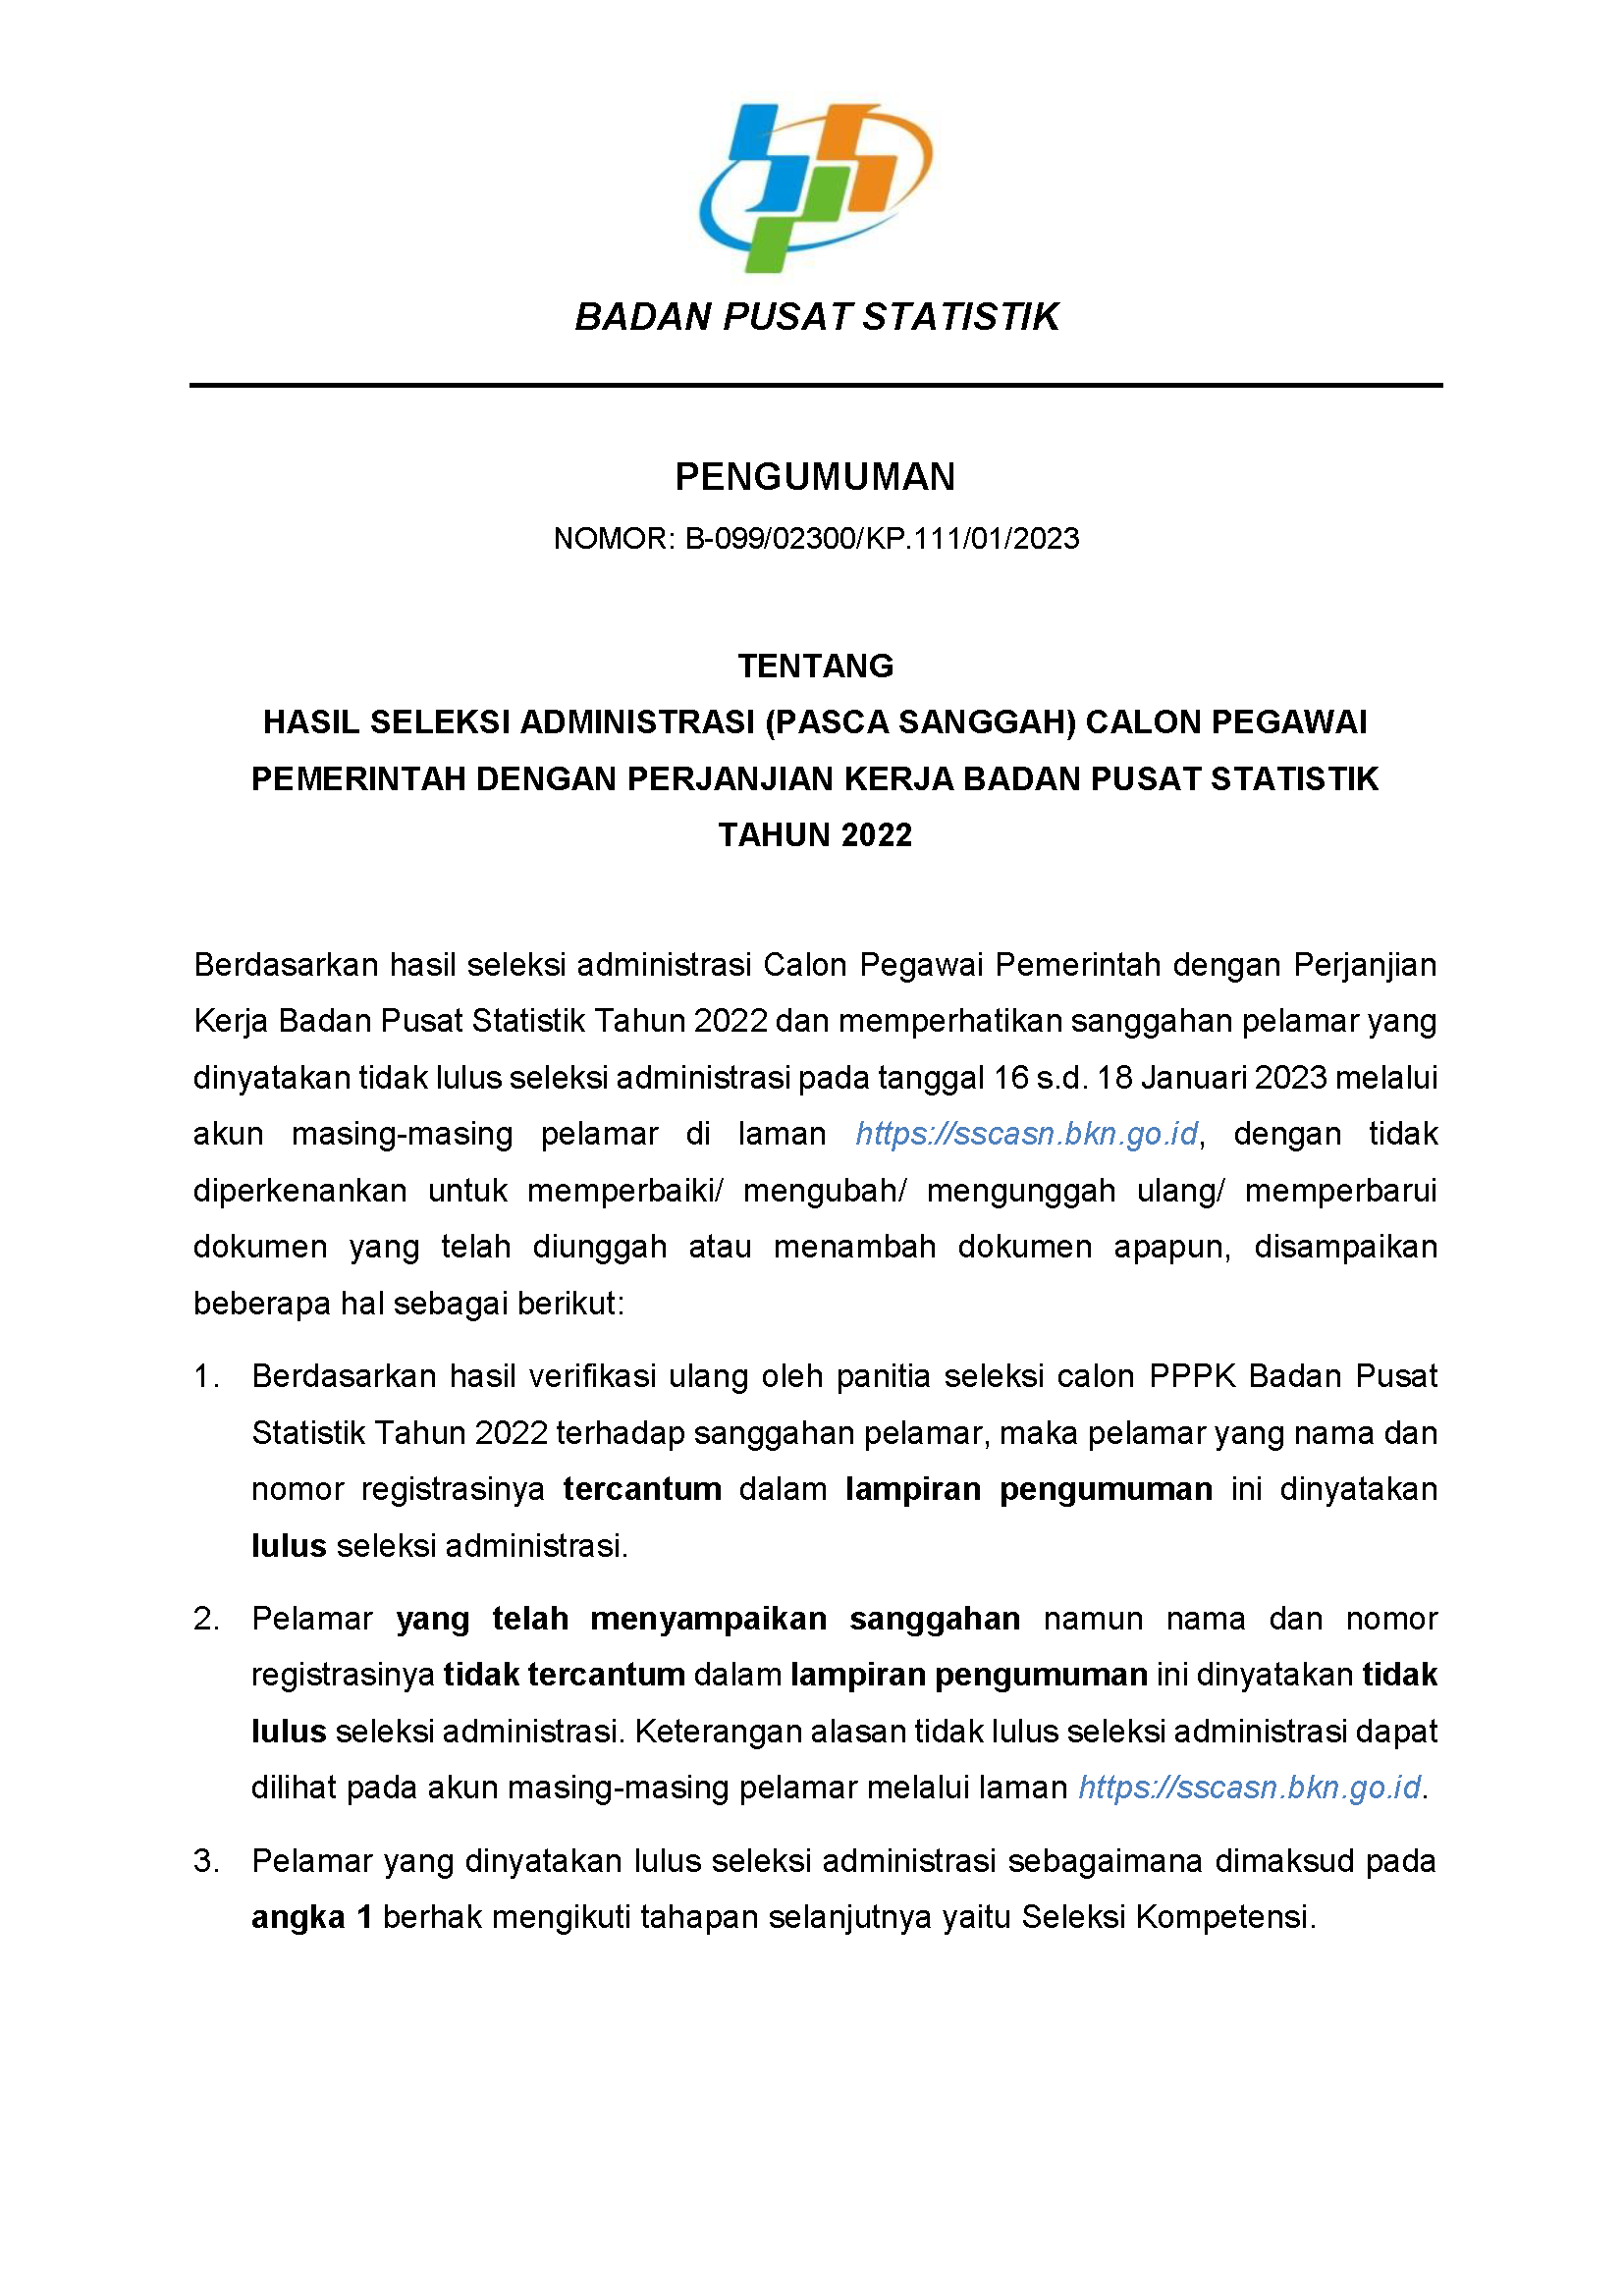 BADAN PUSAT STATISTIK
PENGUMUMAN
NOMOR: B-099/02300/KP.111/01/2023
TENTANG
HASIL SELEKSI ADMINISTRASI (PASCA SANGGAH) CALON PEGAWAI
PEMERINTAH DENGAN PERJANJIAN KERJA BADAN PUSAT STATISTIK
TAHUN 2022
Berdasarkan hasil seleksi administrasi Calon Pegawai Pemerintah dengan Perjanjian
Kerja Badan Pusat Statistik Tahun 2022 dan memperhatikan sanggahan pelamar yang
dinyatakan tidak lulus seleksi administrasi pada tanggal 16 s.d. 18 Januari 2023 melalui
akun masing-masing pelamar di laman https://sscasn.bkn.go.id, dengan tidak
diperkenankan untuk memperbaiki/ mengubah/ mengunggah ulang/ memperbarui
dokumen yang telah diunggah atau menambah dokumen apapun, disampaikan
beberapa hal sebagai berikut:
1. Berdasarkan hasil verifikasi ulang oleh panitia seleksi calon PPPK Badan Pusat
Statistik Tahun 2022 terhadap sanggahan pelamar, maka pelamar yang nama dan
nomor registrasinya tercantum dalam lampiran pengumuman ini dinyatakan
lulus seleksi administrasi.
2. Pelamar yang telah menyampaikan sanggahan namun nama dan nomor
registrasinya tidak tercantum dalam lampiran pengumuman ini dinyatakan tidak
lulus seleksi administrasi. Keterangan alasan tidak lulus seleksi administrasi dapat
dilihat pada akun masing-masing pelamar melalui laman https://sscasn.bkn.go.id.
3. Pelamar yang dinyatakan lulus seleksi administrasi sebagaimana dimaksud pada
angka 1 berhak mengikuti tahapan selanjutnya yaitu Seleksi Kompetensi.